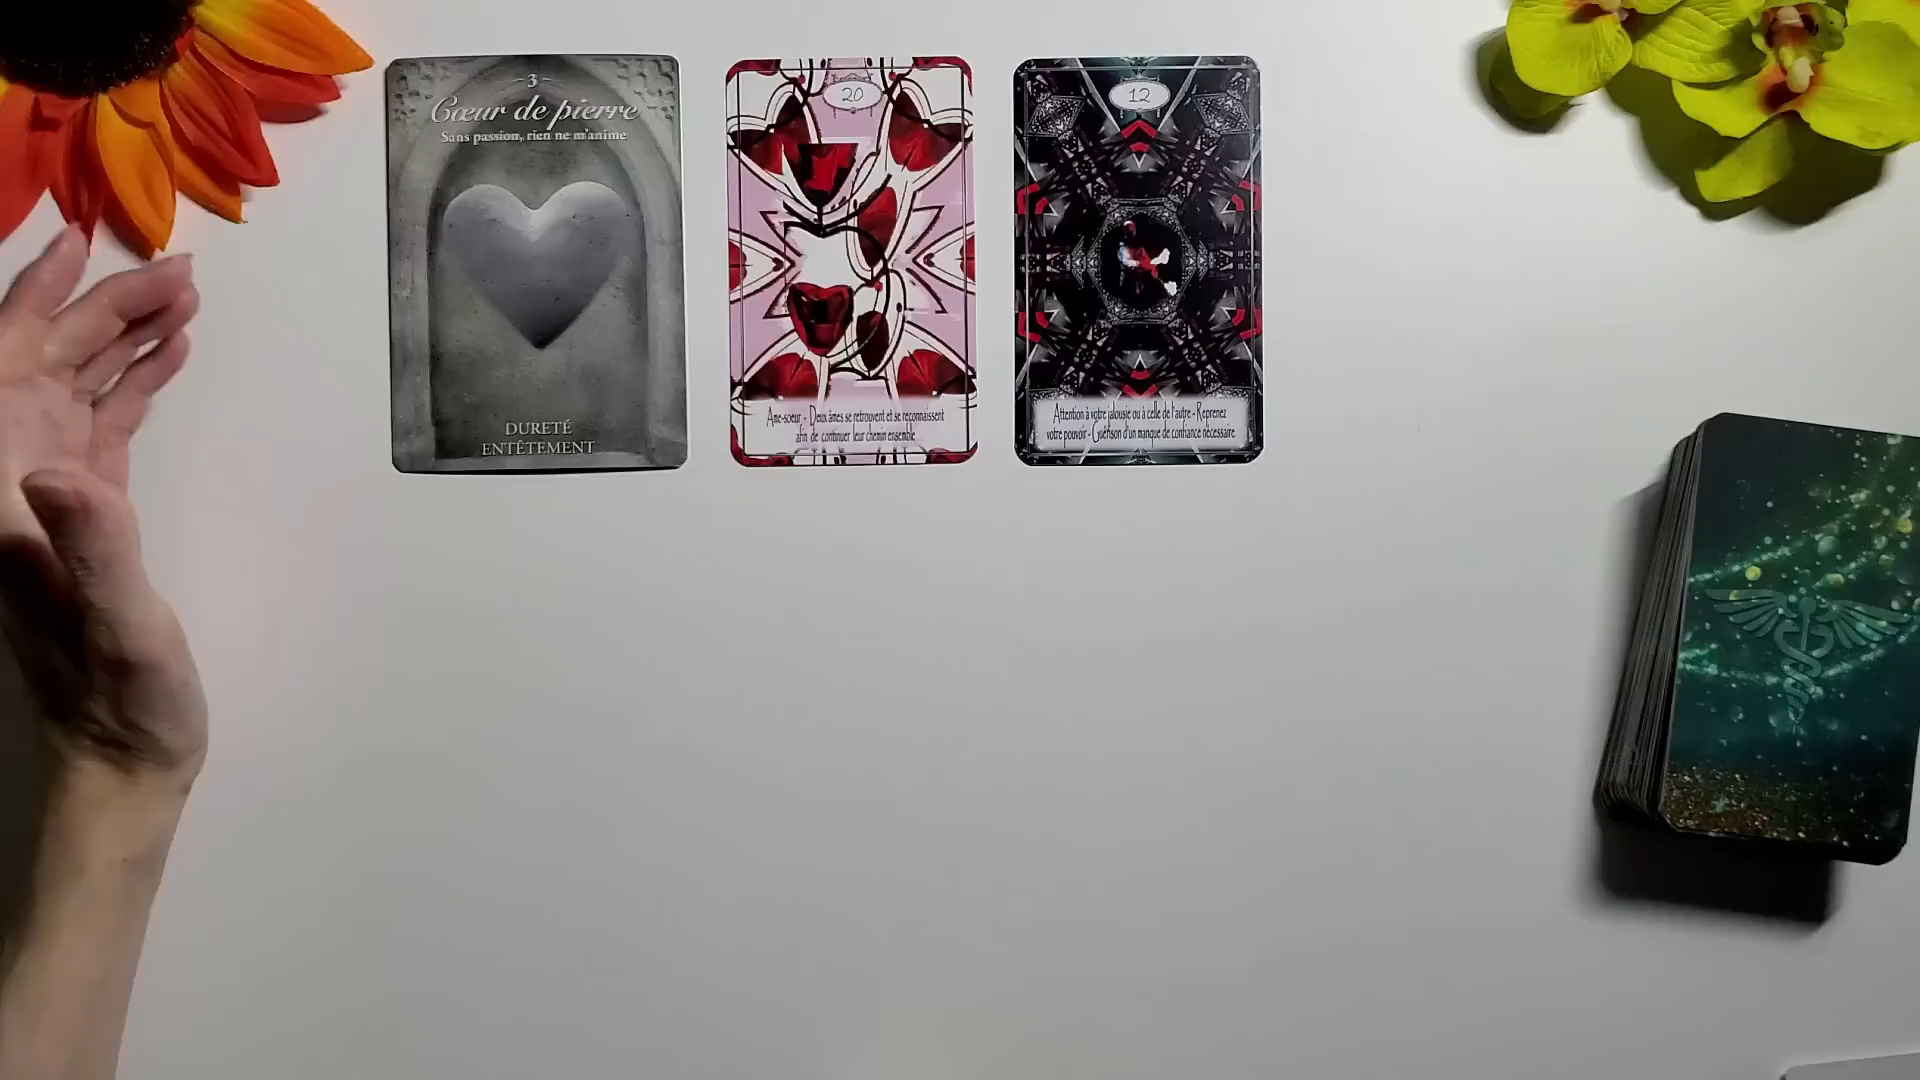 3
Cœur de pierre
Sans passion, rien ne m'anime
DURETÉ
ENTÊTEMENT
20
Ame-soeur - Deux âmes se retrouvent et se reconnaissent
afin de continuer leur chemin ensemble
12
Attention à votre jalousie ou à celle de l'autre - Reprenez
votre pouvoir - Guérison d'un manque de confiance nécessaire